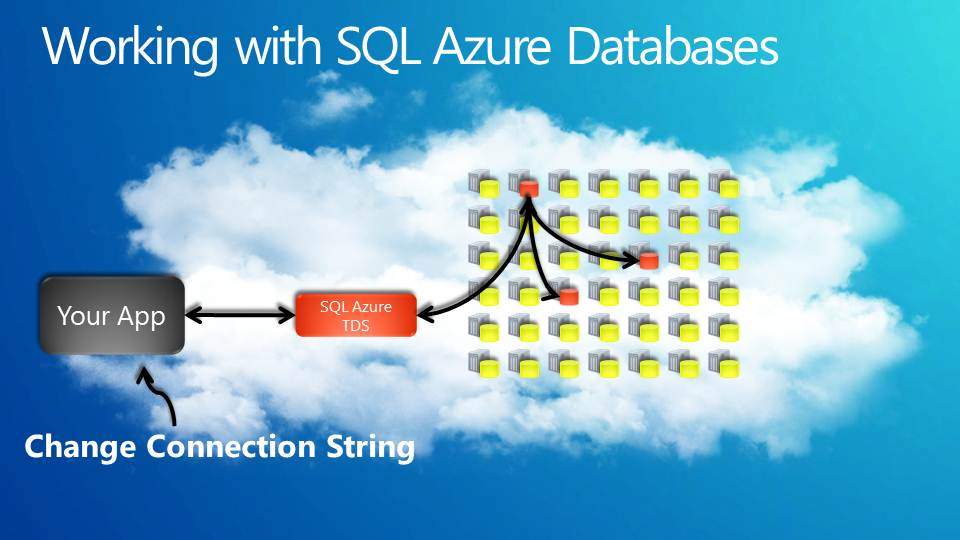 Working with SQL Azure Databases
Your App
SQL Azure
TDS
Change Connection String